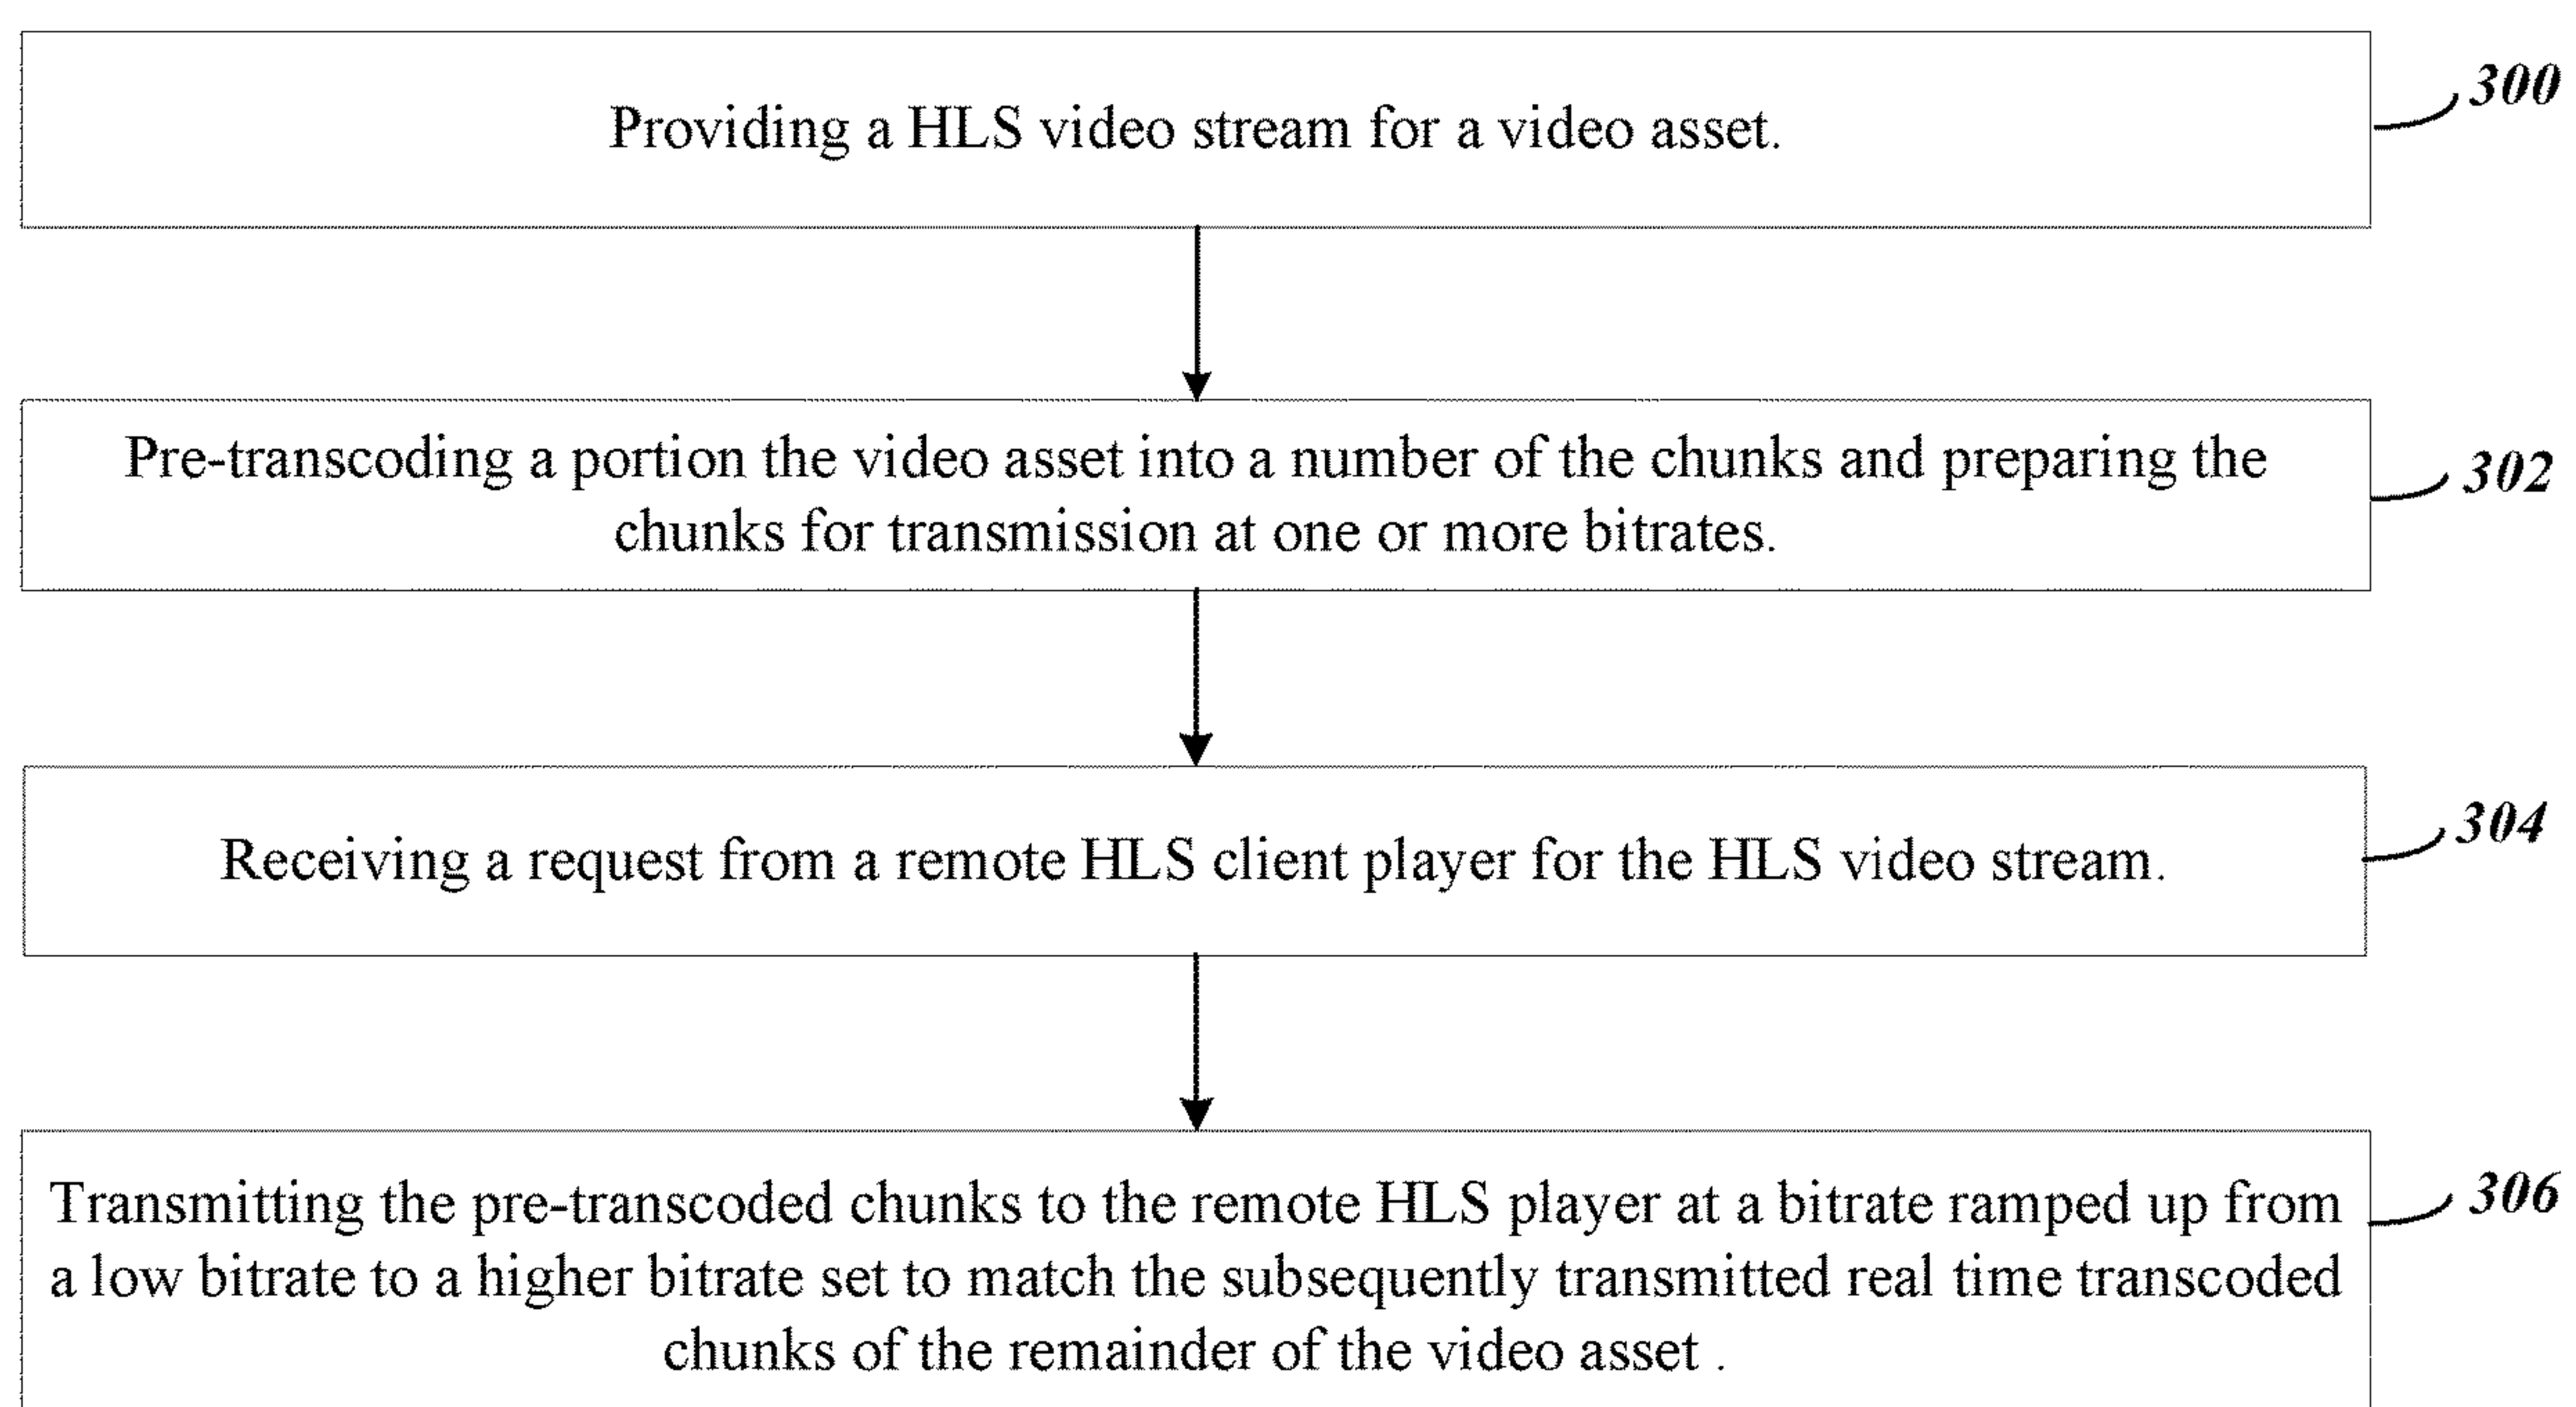 Providing a HLS video stream for a video asset.
300
Pre-transcoding a portion the video asset into a number of the chunks and preparing the
chunks for transmission at one or more bitrates.
302
Receiving a request from a remote HLS client player for the HLS video stream.
304
Transmitting the pre-transcoded chunks to the remote HLS player at a bitrate ramped up from
a low bitrate to a higher bitrate set to match the subsequently transmitted real time transcoded
chunks of the remainder of the video asset .
306